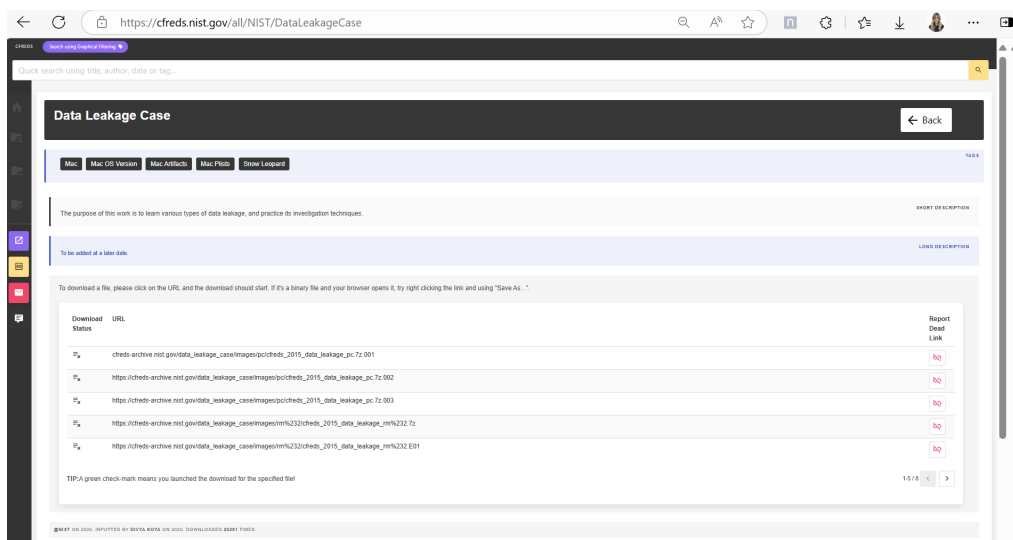 https://cfreds.nist.gov/all/NIST/DataLeakageCase
CFREDS
Search using Graphical Filtering
Quick search using title, author, date or tag...
Data Leakage Case
Back
TAGS
Mac
Mac OS Version
Mac Artifacts
Mac Plists
Snow Leopard
SHORT DESCRIPTION
The purpose of this work is to learn various types of data leakage, and practice its investigation techniques.
LONG DESCRIPTION
To be added at a later date.
To download a file, please click on the URL and the download should start. If it's a binary file and your browser opens it, try right clicking the link and using "Save As...".
Download Status
URL
Report Dead Link
cfreds-archive.nist.gov/data_leakage_case/images/pc/cfreds_2015_data_leakage_pc.7z.001
https://cfreds-archive.nist.gov/data_leakage_case/images/pc/cfreds_2015_data_leakage_pc.7z.002
https://cfreds-archive.nist.gov/data_leakage_case/images/pc/cfreds_2015_data_leakage_pc.7z.003
https://cfreds-archive.nist.gov/data_leakage_case/images/rm%232/cfreds_2015_data_leakage_rm%232.7z
https://cfreds-archive.nist.gov/data_leakage_case/images/rm%232/cfreds_2015_data_leakage_rm%232.E01
TIP:A green check-mark means you launched the download for the specified file!
1-5 / 8
@NIST ON 2020. INPUTTED BY DIVYA KOYA ON 2020. DOWNLOADED 20261 TIMES.